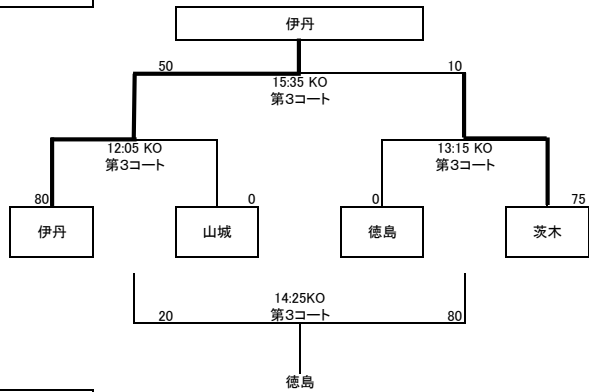 伊丹
50
10
15:35 KO
第3コート
12:05 KO
第3コート
13:15 KO
第3コート
80
0
0
75
伊丹
山城
徳島
茨木
14:25KO
第3コート
20
80
徳島